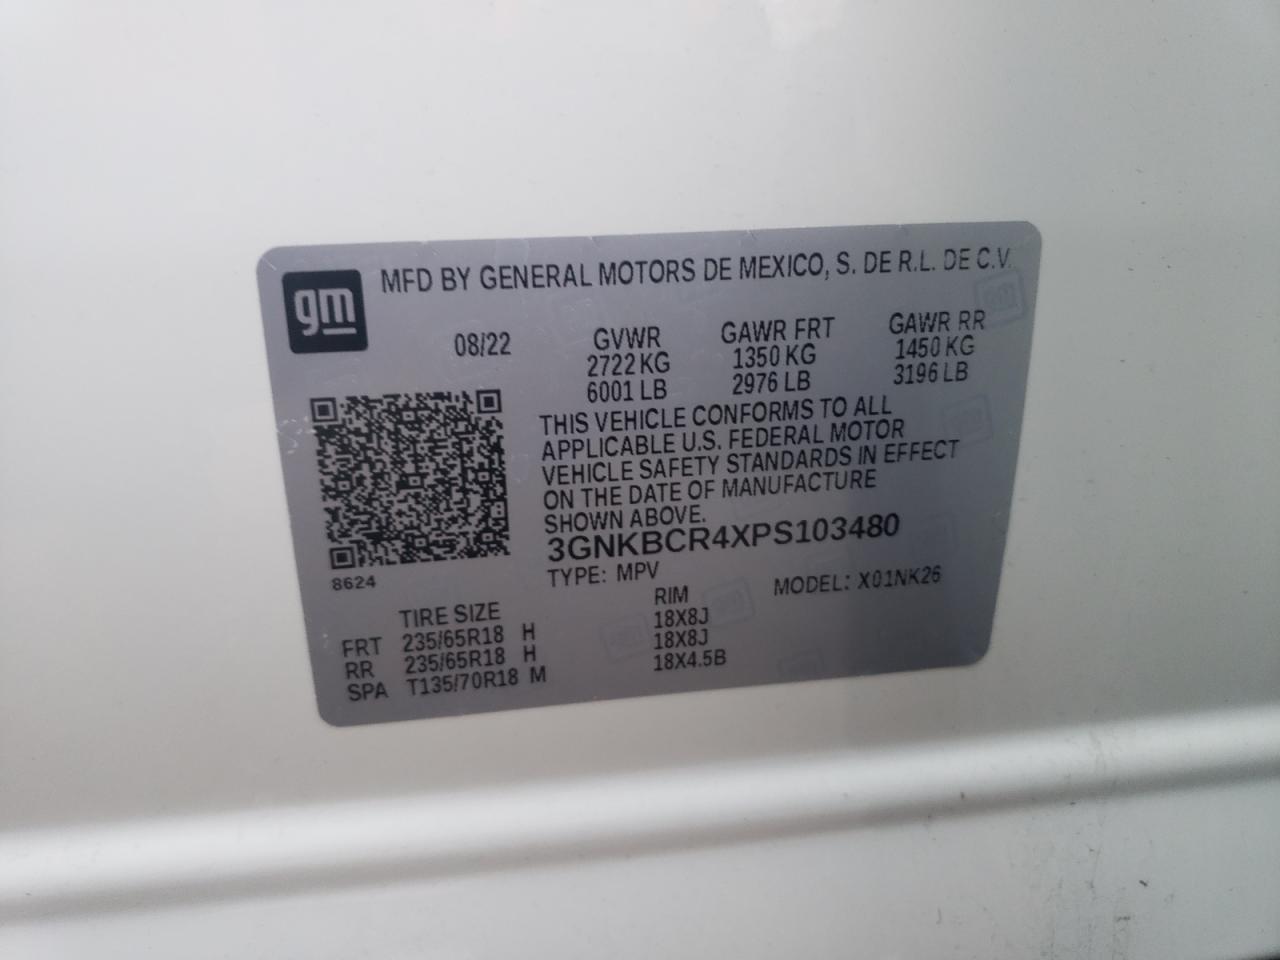 gm
MFD BY GENERAL MOTORS DE MEXICO, S. DE R.L. DE C.V.
08/22
GVWR
2722 KG
6001 LB
GAWR FRT
1350 KG
2976 LB
GAWR RR
1450 KG
3196 LB
THIS VEHICLE CONFORMS TO ALL
APPLICABLE U.S. FEDERAL MOTOR
VEHICLE SAFETY STANDARDS IN EFFECT
ON THE DATE OF MANUFACTURE
SHOWN ABOVE.
3GNKBCR4XPS103480
TYPE: MPV
MODEL: X01NK26
8624
TIRE SIZE RIM
FRT 235/65R18 H 18X8J
RR 235/65R18 H 18X8J
SPA T135/70R18 M 18X4.5B